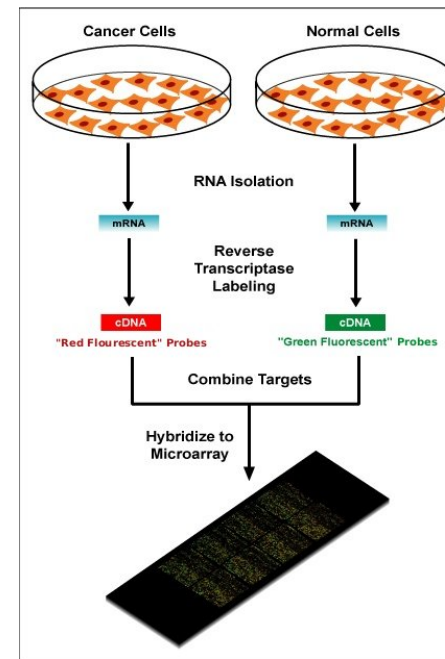 Cancer Cells
Normal Cells
RNA Isolation
mRNA
mRNA
Reverse
Transcriptase
Labeling
cDNA
cDNA
"Red Flourescent" Probes
"Green Fluorescent" Probes
Combine Targets
Hybridize to
Microarray